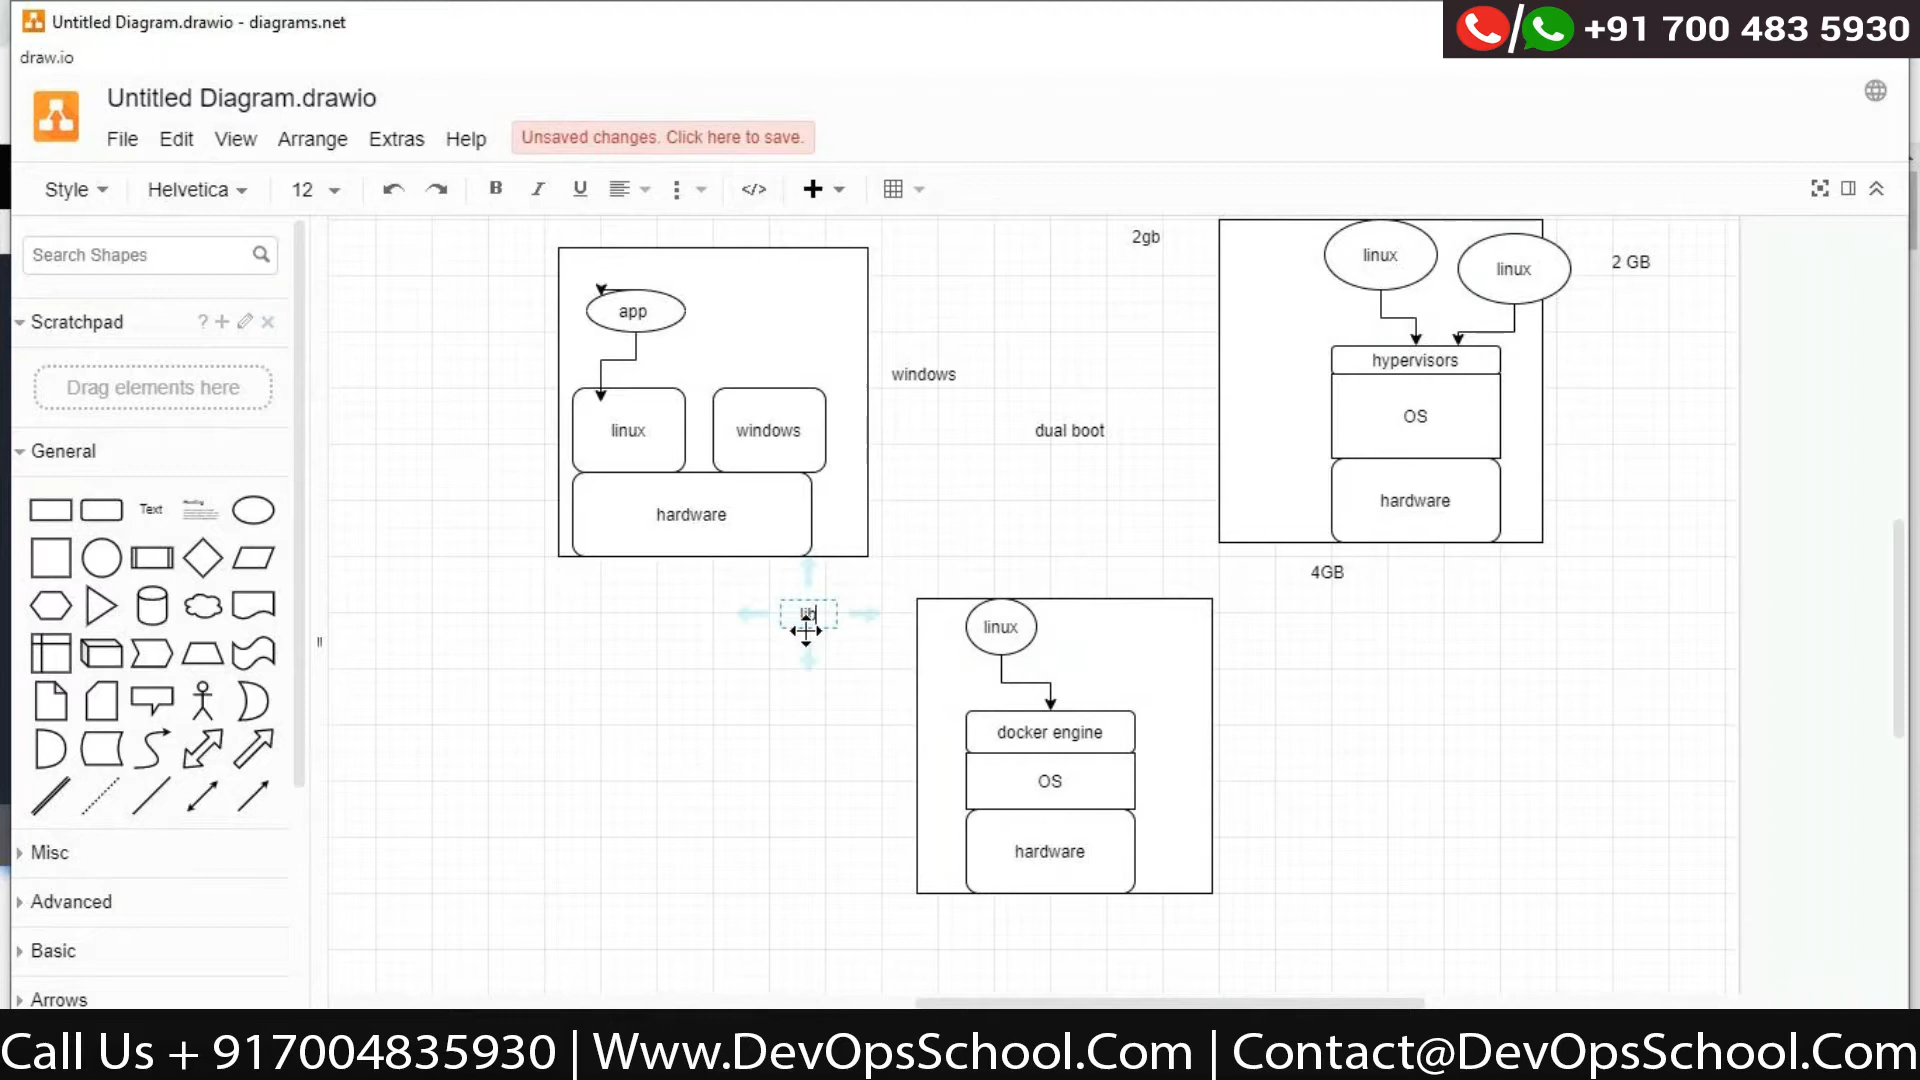 Untitled Diagram.drawio - diagrams.net
+91 700 483 5930
draw.io
Untitled Diagram.drawio
File Edit View Arrange Extras Help Unsaved changes. Click here to save.
Style Helvetica 12 B I U </>
Search Shapes
Scratchpad ? + ×
Drag elements here
General
Text
Misc
Advanced
Basic
Arrows
app
linux
windows
hardware
windows
dual boot
2gb
linux
linux
2 GB
hypervisors
OS
hardware
4GB
lib
linux
docker engine
OS
hardware
Call Us + 917004835930 | Www.DevOpsSchool.Com | Contact@DevOpsSchool.Com